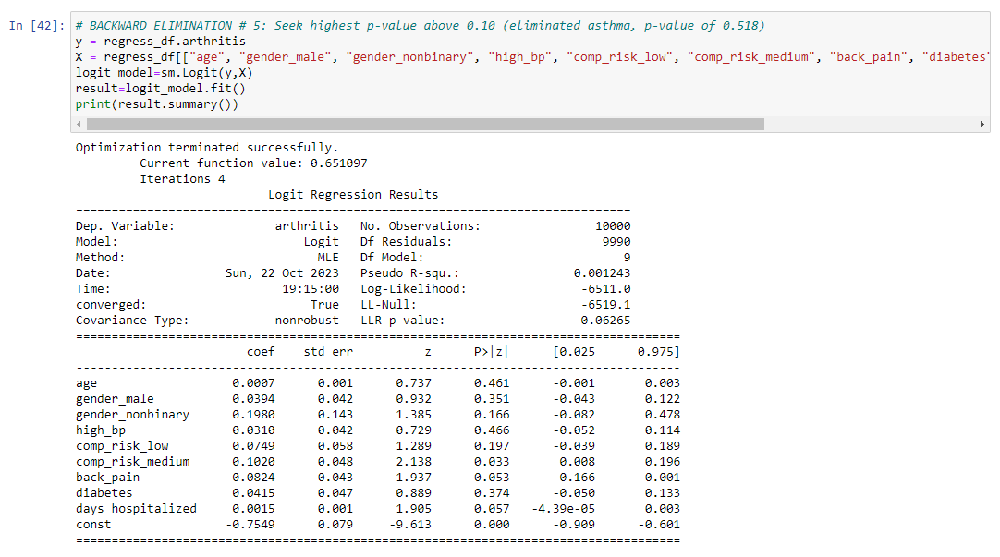 In [42]: # BACKWARD ELIMINATION # 5: Seek highest p-value above 0.10 (eliminated asthma, p-value of 0.518)
y = regress_df.arthritis
X = regress_df[["age", "gender_male", "gender_nonbinary", "high_bp", "comp_risk_low", "comp_risk_medium", "back_pain", "diabetes"
logit_model=sm.Logit(y,X)
result=logit_model.fit()
print(result.summary())
Optimization terminated successfully.
         Current function value: 0.651097
         Iterations 4
                           Logit Regression Results
==============================================================================
Dep. Variable:              arthritis   No. Observations:                10000
Model:                          Logit   Df Residuals:                     9990
Method:                           MLE   Df Model:                            9
Date:                Sun, 22 Oct 2023   Pseudo R-squ.:                0.001243
Time:                        19:15:00   Log-Likelihood:                -6511.0
converged:                       True   LL-Null:                       -6519.1
Covariance Type:            nonrobust   LLR p-value:                   0.06265
=====================================================================================
                        coef    std err          z      P>|z|      [0.025      0.975]
-------------------------------------------------------------------------------------
age                   0.0007      0.001      0.737      0.461      -0.001       0.003
gender_male           0.0394      0.042      0.932      0.351      -0.043       0.122
gender_nonbinary      0.1980      0.143      1.385      0.166      -0.082       0.478
high_bp               0.0310      0.042      0.729      0.466      -0.052       0.114
comp_risk_low         0.0749      0.058      1.289      0.197      -0.039       0.189
comp_risk_medium      0.1020      0.048      2.138      0.033       0.008       0.196
back_pain            -0.0824      0.043     -1.937      0.053      -0.166       0.001
diabetes              0.0415      0.047      0.889      0.374      -0.050       0.133
days_hospitalized     0.0015      0.001      1.905      0.057   -4.39e-05       0.003
const                -0.7549      0.079     -9.613      0.000      -0.909      -0.601
=====================================================================================